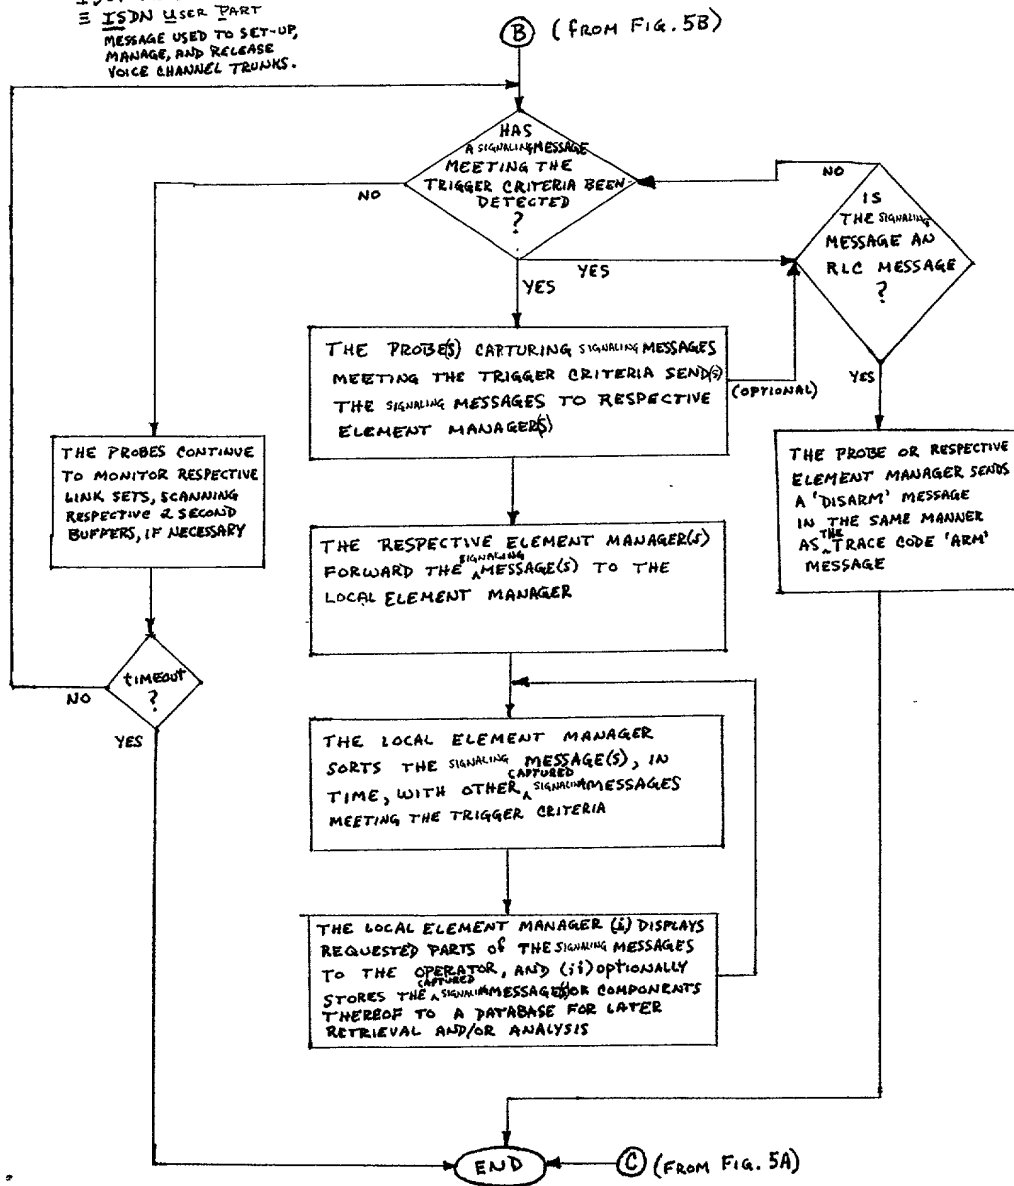 ≡ ISDN USER PART
MESSAGE USED TO SET-UP,
MANAGE, AND RELEASE
VOICE CHANNEL TRUNKS.
B (FROM FIG. 5B)
HAS
A SIGNALING MESSAGE
MEETING THE
TRIGGER CRITERIA BEEN
DETECTED
?
NO
YES
YES
NO
IS
THE SIGNALING
MESSAGE AN
RLC MESSAGE
?
YES
THE PROBE(S) CAPTURING SIGNALING MESSAGES
MEETING THE TRIGGER CRITERIA SEND(S)
THE SIGNALING MESSAGES TO RESPECTIVE
ELEMENT MANAGER(S)
(OPTIONAL)
THE PROBES CONTINUE
TO MONITOR RESPECTIVE
LINK SETS, SCANNING
RESPECTIVE 2 SECOND
BUFFERS, IF NECESSARY
THE PROBE OR RESPECTIVE
ELEMENT MANAGER SENDS
A 'DISARM' MESSAGE
IN THE SAME MANNER
AS THE TRACE CODE 'ARM'
MESSAGE
THE RESPECTIVE ELEMENT MANAGER(S)
FORWARD THE SIGNALING MESSAGE(S) TO THE
LOCAL ELEMENT MANAGER
TIMEOUT
?
NO
YES
THE LOCAL ELEMENT MANAGER
SORTS THE SIGNALING MESSAGE(S), IN
TIME, WITH OTHER CAPTURED SIGNALING MESSAGES
MEETING THE TRIGGER CRITERIA
THE LOCAL ELEMENT MANAGER (i) DISPLAYS
REQUESTED PARTS OF THE SIGNALING MESSAGES
TO THE OPERATOR, AND (ii) OPTIONALLY
STORES THE CAPTURED SIGNALING MESSAGE(S) OR COMPONENTS
THEREOF TO A DATABASE FOR LATER
RETRIEVAL AND/OR ANALYSIS
END
C (FROM FIG. 5A)